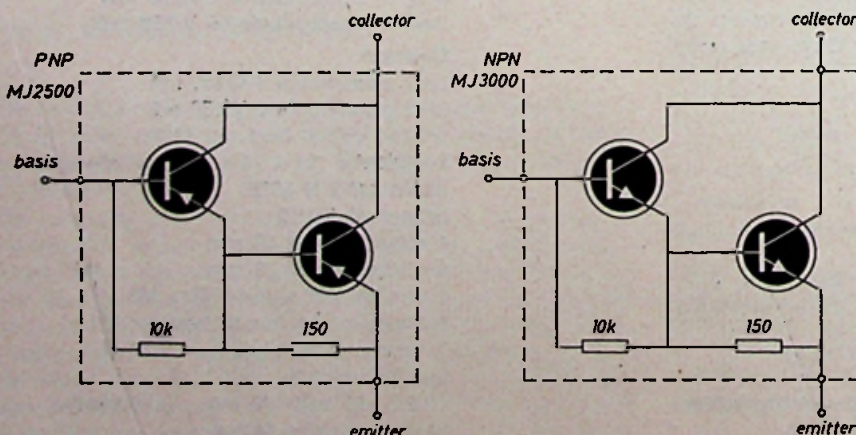 collector
PNP
MJ2500
basis
10k
150
emitter
collector
NPN
MJ3000
basis
10k
150
emitter